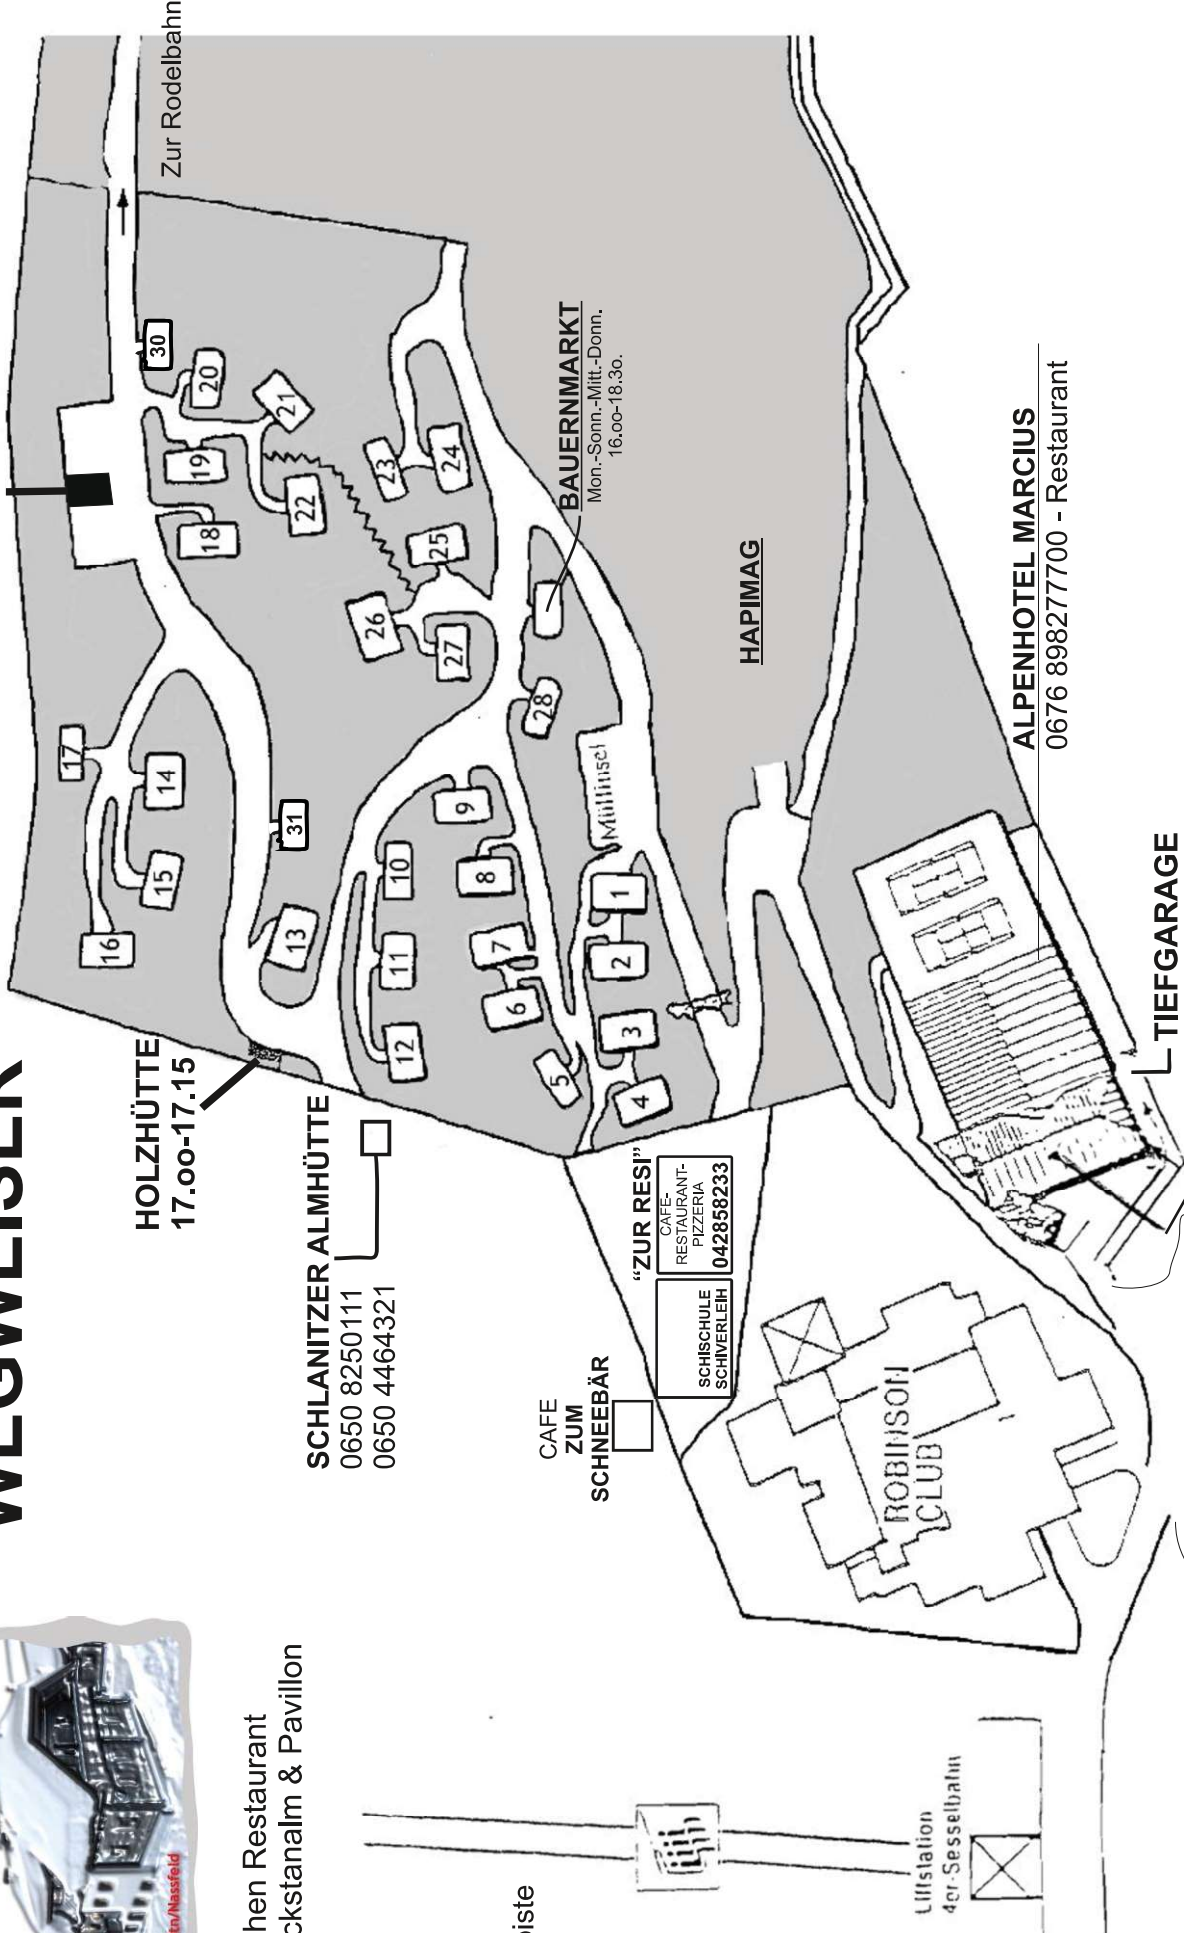 WEGWEISER
Zur Rodelbahn
HOLZHÜTTE
17.oo-17.15
SCHLANITZER ALMHÜTTE
0650 8250111
0650 4464321
CAFE
ZUM
SCHNEEBÄR
"ZUR RESI"
CAFE-
RESTAURANT-
PIZZERIA
042858233
SCHISCHULE
SCHIVERLEIH
BAUERNMARKT
Mon.-Sonn.-Mitt.-Donn.
16.oo-18.3o.
HAPIMAG
ALPENHOTEL MARCIUS
0676 898277700 - Restaurant
TIEFGARAGE
ROBINSON
CLUB
Liftstation
4er-Sesselbahn
Müllinsel
hen Restaurant
ckstanalm & Pavillon
piste
tn/Nassfeld
1
2
3
4
5
6
7
8
9
10
11
12
13
14
15
16
17
18
19
20
21
22
23
24
25
26
27
28
30
31